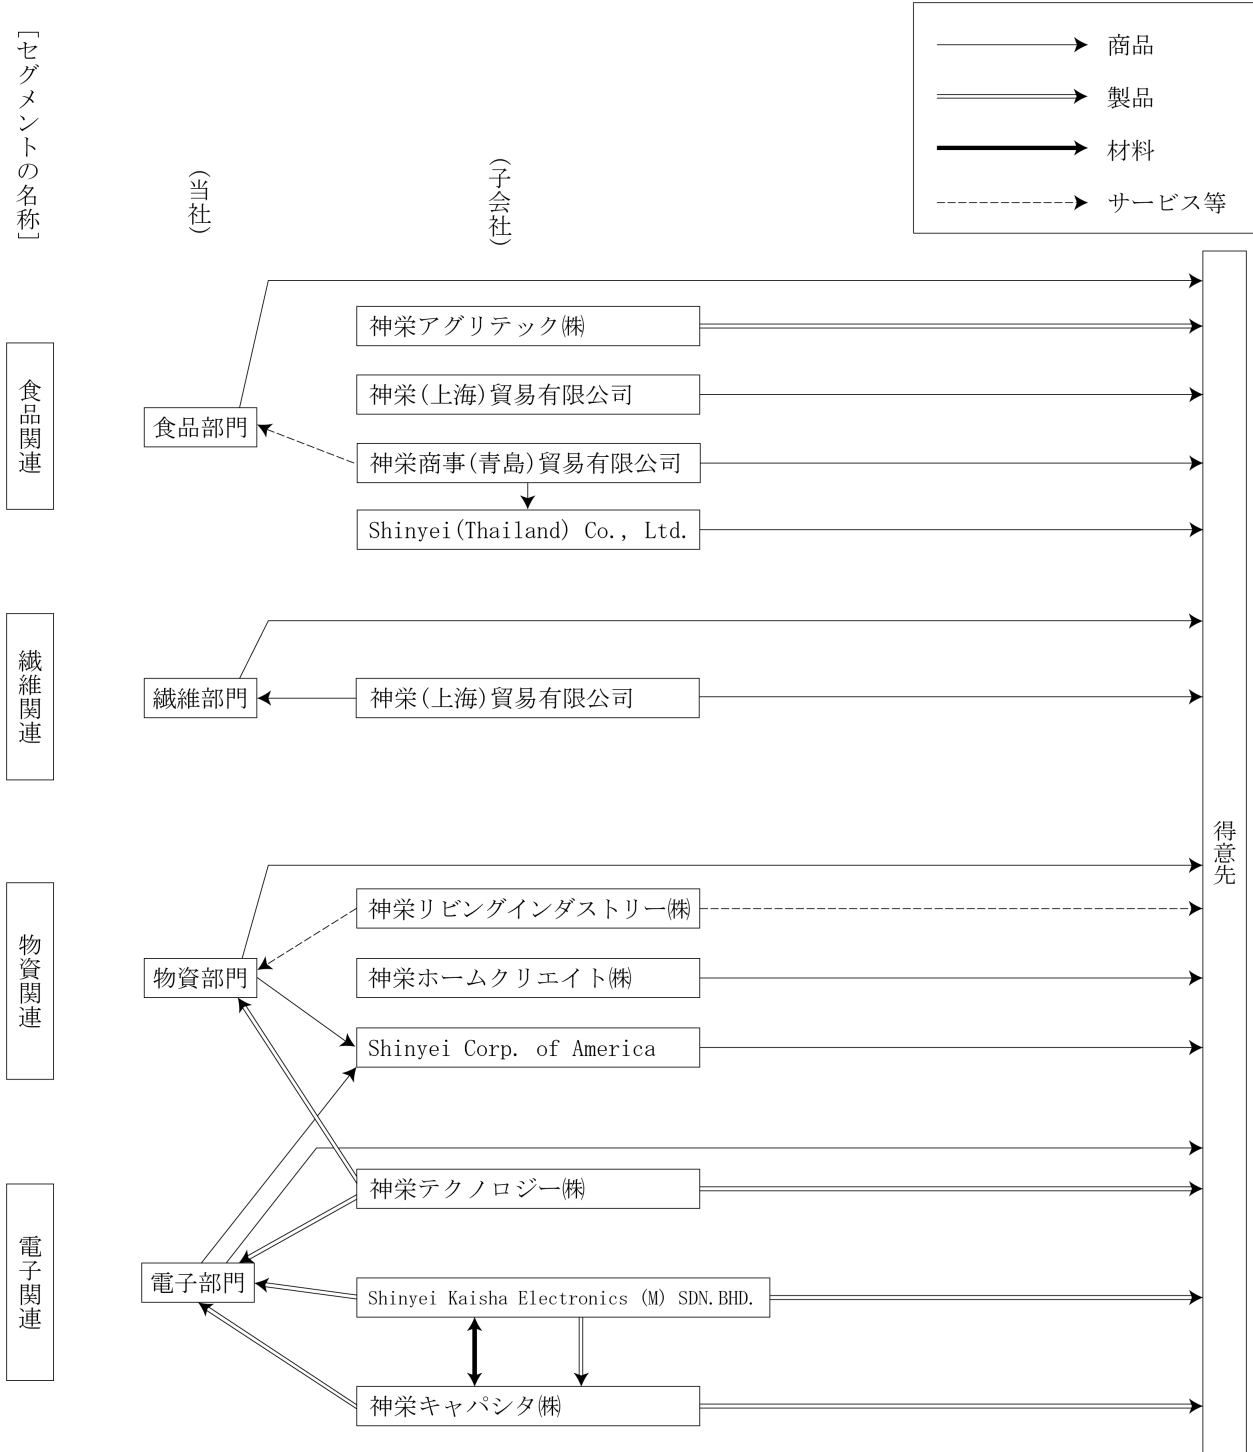 [セグメントの名称]
(当社)
(子会社)
商品
製品
材料
サービス等
食品関連
食品部門
神栄アグリテック㈱
神栄(上海)貿易有限公司
神栄商事(青島)貿易有限公司
Shinyei(Thailand) Co., Ltd.
繊維関連
繊維部門
神栄(上海)貿易有限公司
得意先
物資関連
物資部門
神栄リビングインダストリー㈱
神栄ホームクリエイト㈱
Shinyei Corp. of America
電子関連
電子部門
神栄テクノロジー㈱
Shinyei Kaisha Electronics (M) SDN.BHD.
神栄キャパシタ㈱